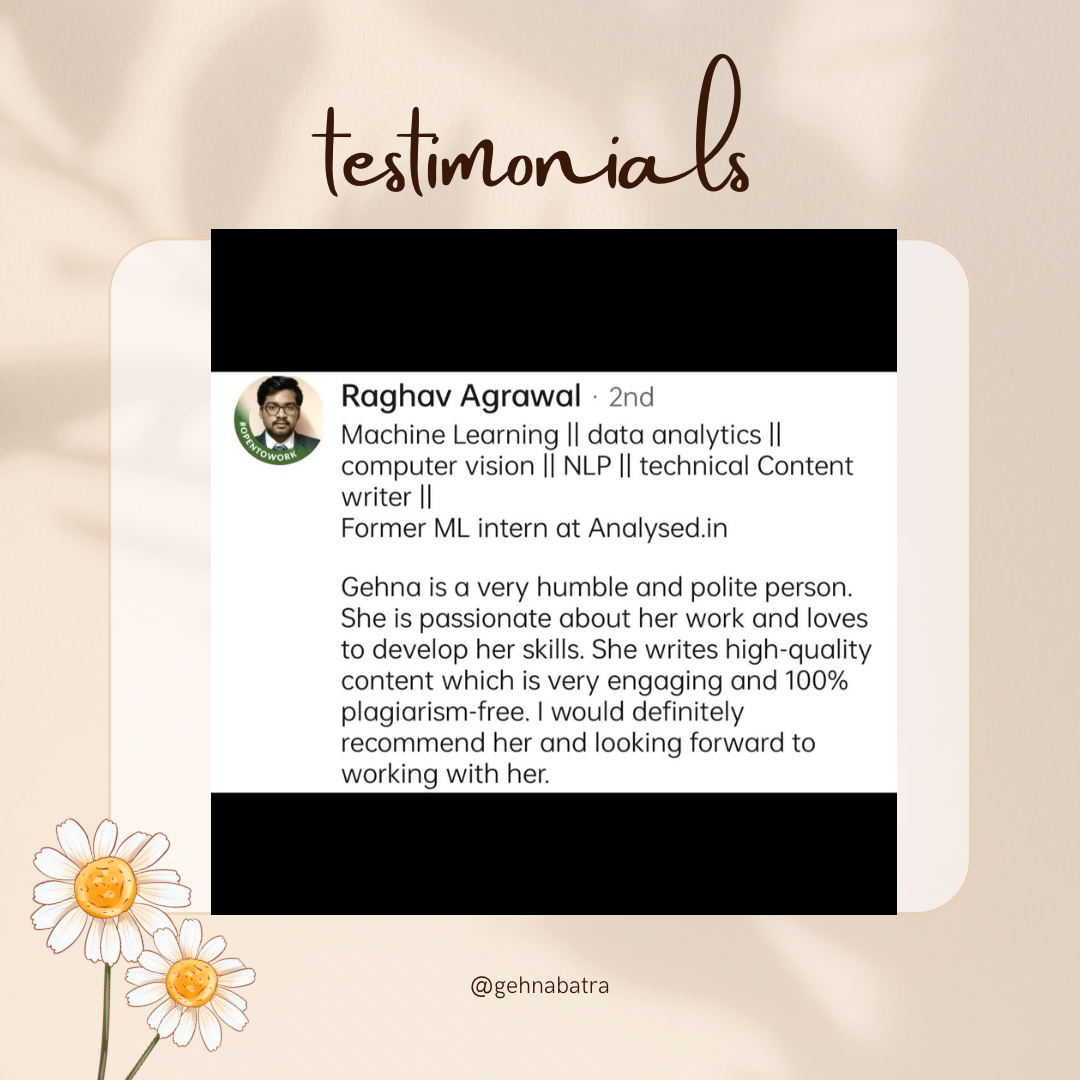 testimonials
Raghav Agrawal · 2nd
#OPENTOWORK
Machine Learning || data analytics ||
computer vision || NLP || technical Content
writer ||
Former ML intern at Analysed.in
Gehna is a very humble and polite person.
She is passionate about her work and loves
to develop her skills. She writes high-quality
content which is very engaging and 100%
plagiarism-free. I would definitely
recommend her and looking forward to
working with her.
@gehnabatra